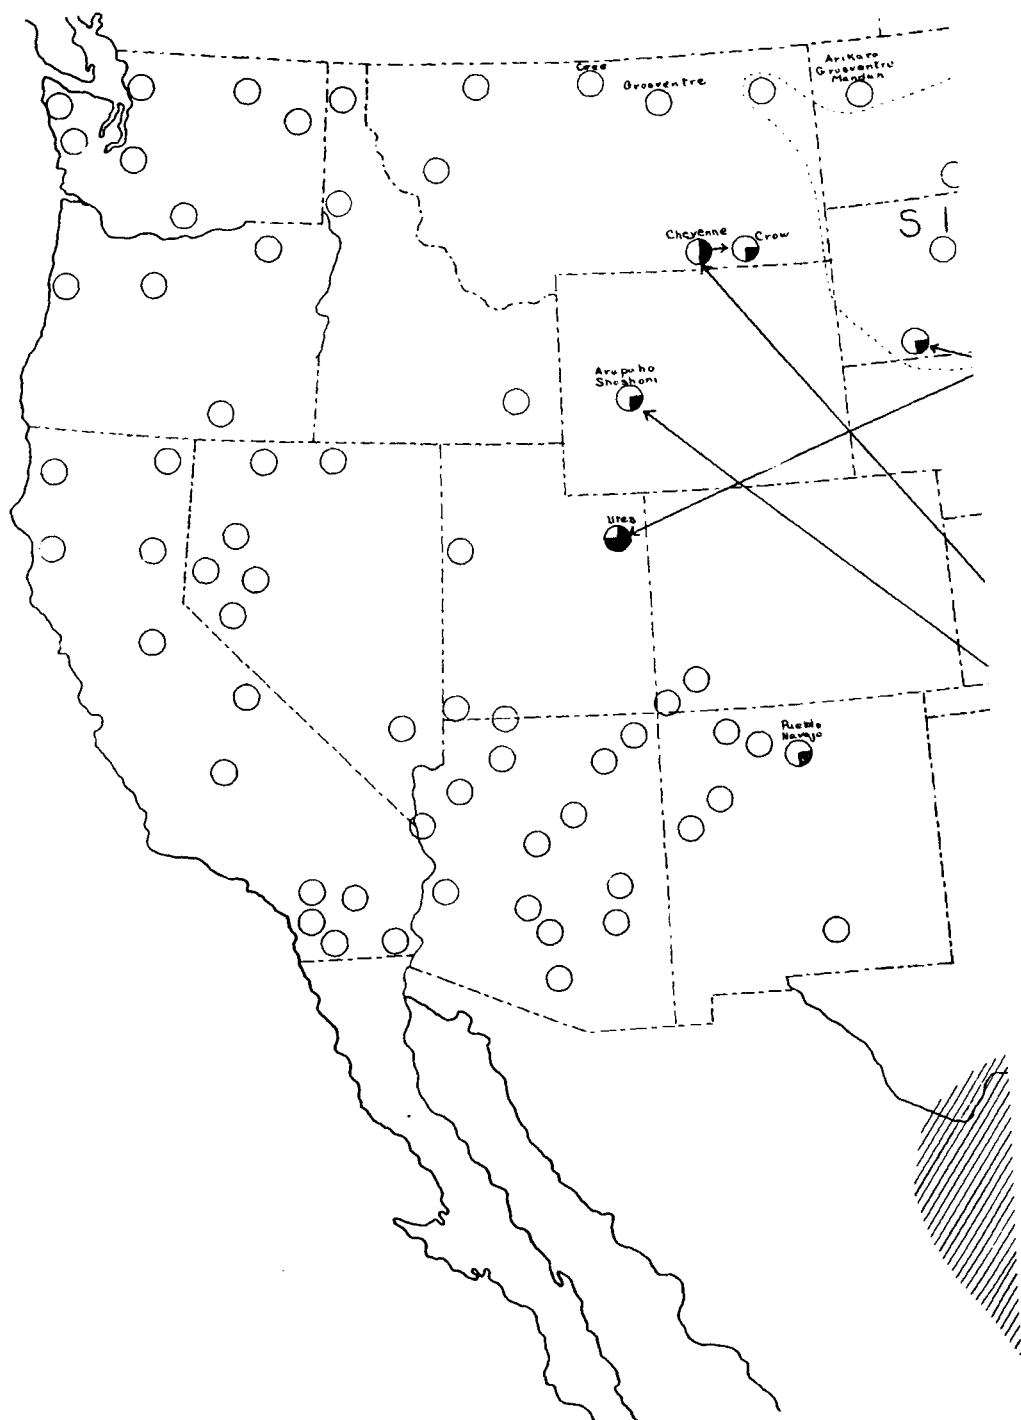 Cree
Grosventre
Arikara
Grosventre
Mandan
S I
Cheyenne
Crow
Arapaho
Shoshoni
Utes
Pueblo
Navajo